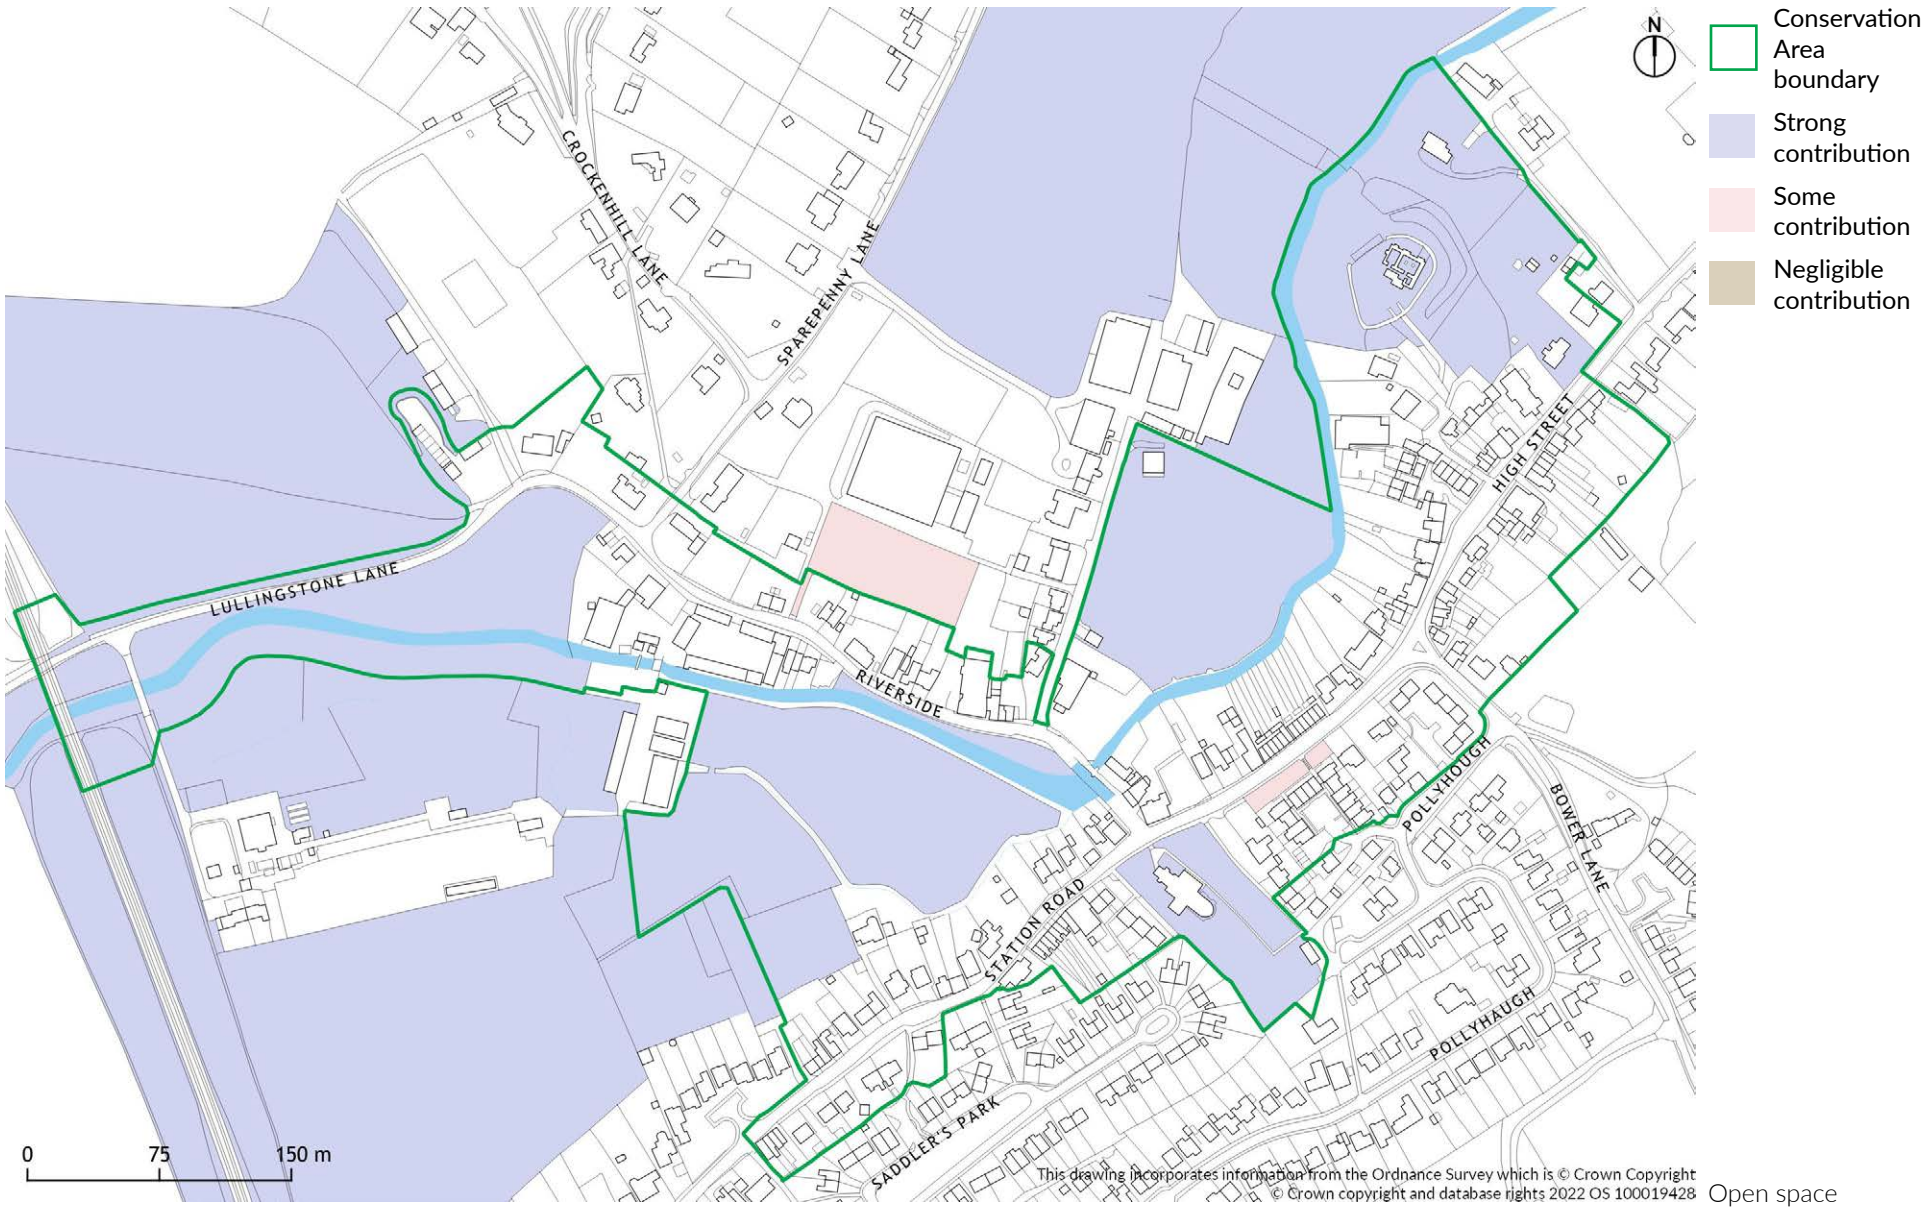 N
Conservation
Area
boundary
Strong
contribution
Some
contribution
Negligible
contribution
CROCKENHILL LANE
SPAREPENNY LANE
HIGH STREET
LULLINGSTONE LANE
RIVERSIDE
POLLYHOUGH
BOWER LANE
STATION ROAD
POLLYHAUGH
SADDLER'S PARK
0 75 150 m
This drawing incorporates information from the Ordnance Survey which is © Crown Copyright
© Crown copyright and database rights 2022 OS 100019428
Open space